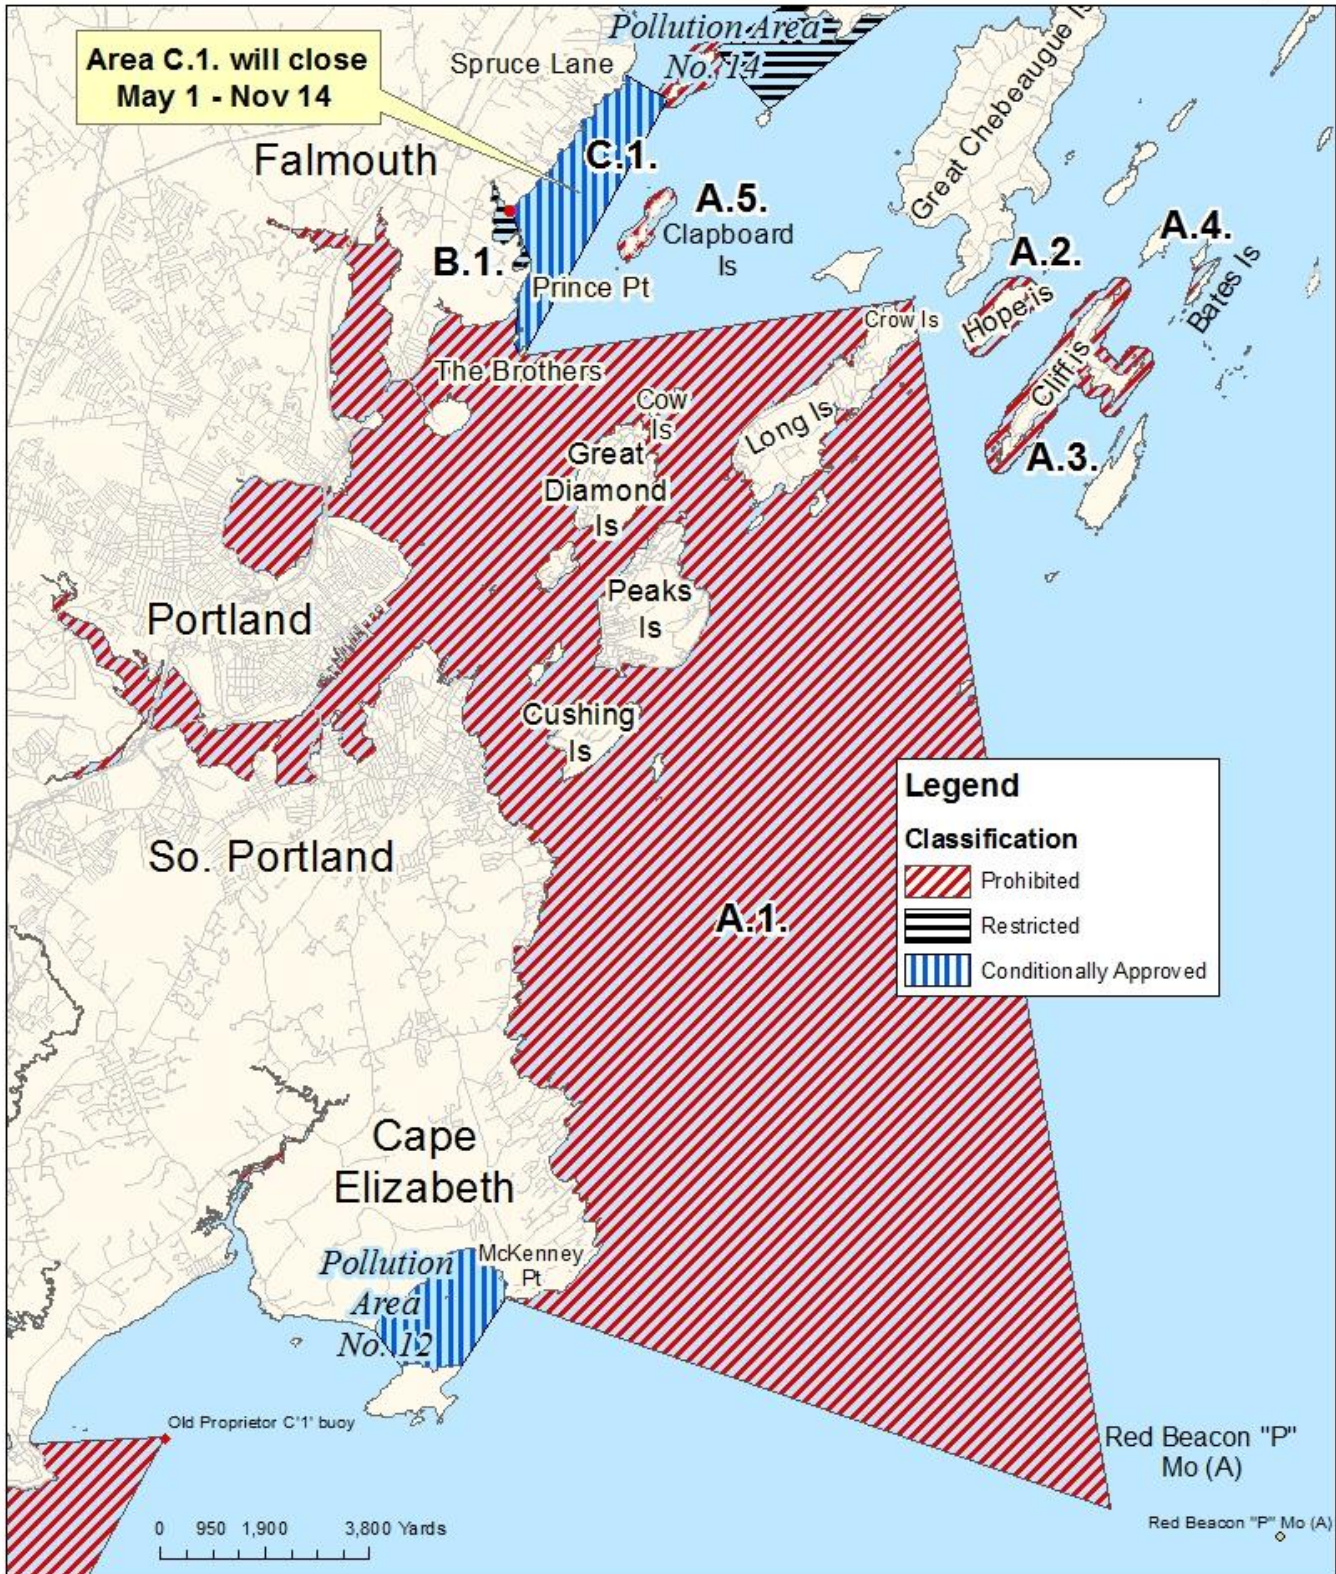 Pollution Area
No. 14
Area C.1. will close
May 1 - Nov 14
Spruce Lane
Great Chebeaugue Is
Falmouth
C.1.
A.5.
Clapboard
Is
A.4.
A.2.
B.1.
Prince Pt
Bates Is
Hope is
Crow Is
The Brothers
Cliff is
Cow
Is
Long Is
Great
Diamond
Is
A.3.
Peaks
Is
Portland
Cushing
Is
Legend
Classification
Prohibited
Restricted
Conditionally Approved
So. Portland
A.1.
Cape
Elizabeth
McKenney
Pt
Pollution
Area
No. 12
Old Proprietor C'1' buoy
Red Beacon "P"
Mo (A)
Red Beacon "P" Mo (A)
0 950 1,900 3,800 Yards